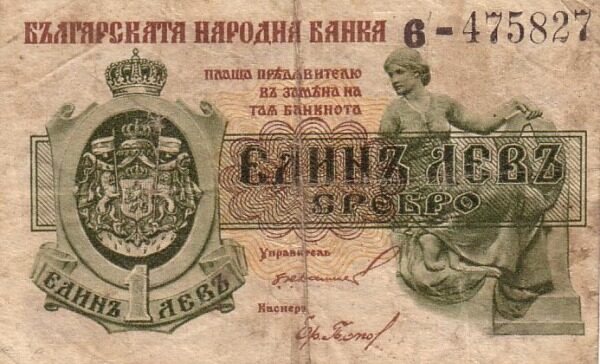 БЪЛГАРСКАТА НАРОДНА БАНКА 6-475827
ПЛАЩА ПРѢДЯВИТЕЛЮ
ВЪ ЗАМѢНА НА
ТАЯ БАНКНОТА
ЕДИНЪ ЛЕВЪ
СРЕБРО
Управитель
Касиеръ
ЕДИНЪ 1 ЛЕВЪ